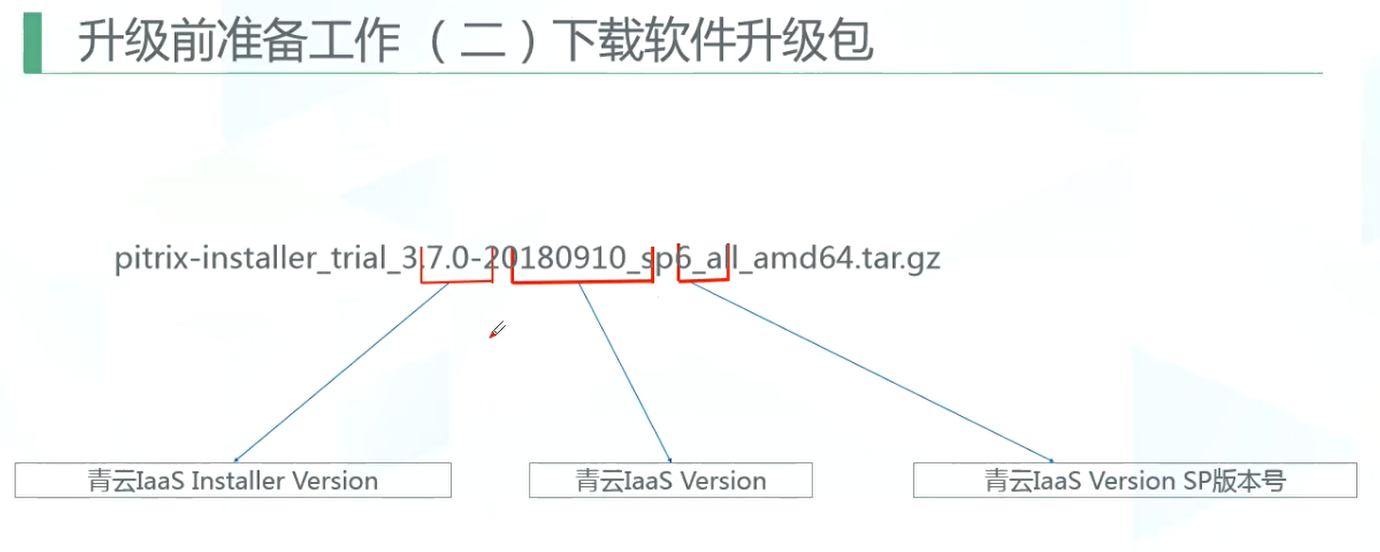 升级前准备工作（二）下载软件升级包
pitrix-installer_trial_3.7.0-20180910_sp6_all_amd64.tar.gz
青云IaaS Installer Version
青云IaaS Version
青云IaaS Version SP版本号